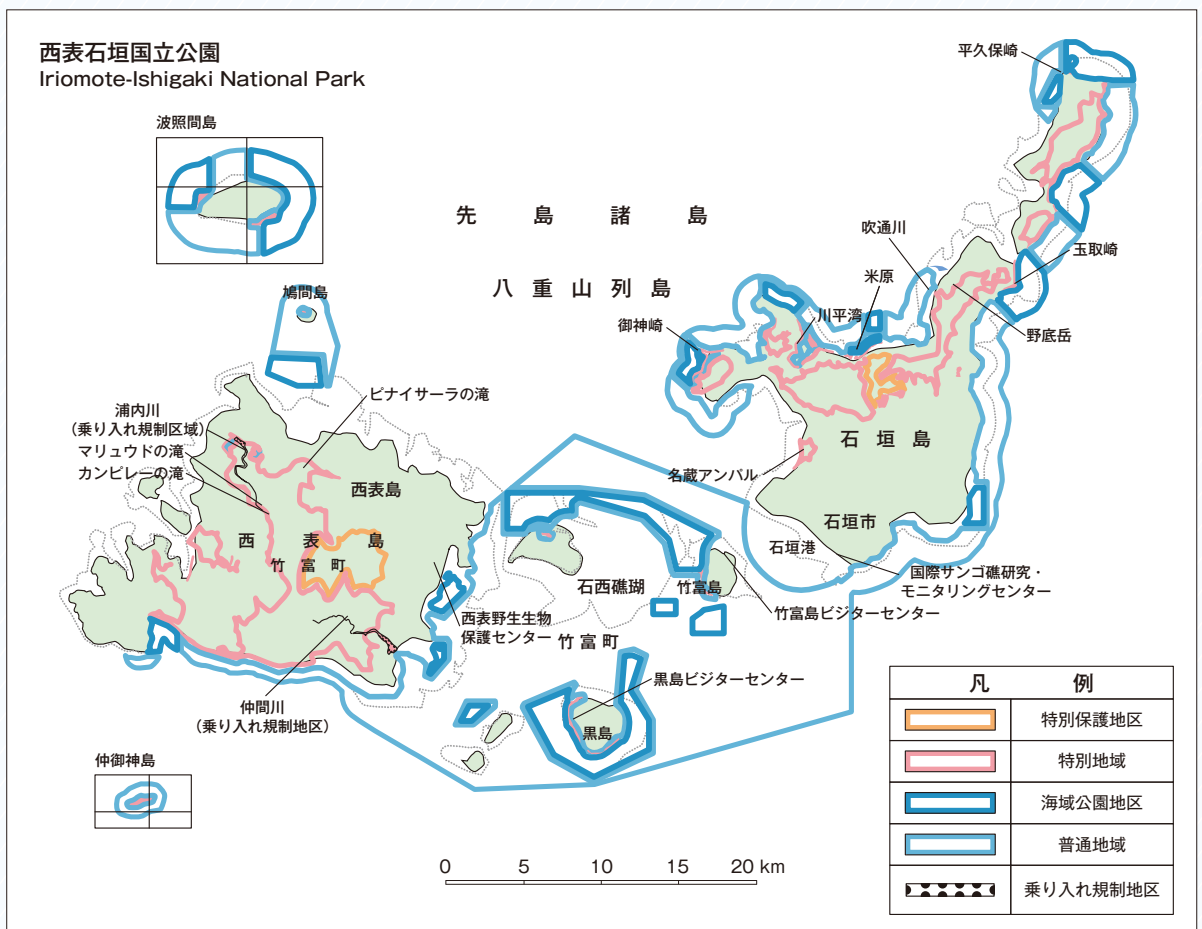 西表石垣国立公園
Iriomote-Ishigaki National Park
平久保崎
波照間島
先島諸島
八重山列島
吹通川
米原
玉取崎
鳩間島
御神崎
川平湾
野底岳
ピナイサーラの滝
浦内川
(乗り入れ規制区域)
マリュウドの滝
カンピレーの滝
石垣島
名蔵アンパル
西表島
石垣市
西表島
竹富町
石垣港
国際サンゴ礁研究・
モニタリングセンター
石西礁瑚
竹富島
竹富島ビジターセンター
西表野生生物
保護センター
竹富町
黒島ビジターセンター
黒島
仲間川
(乗り入れ規制地区)
仲御神島
凡例
特別保護地区
特別地域
海域公園地区
普通地域
乗り入れ規制地区
0 5 10 15 20 km